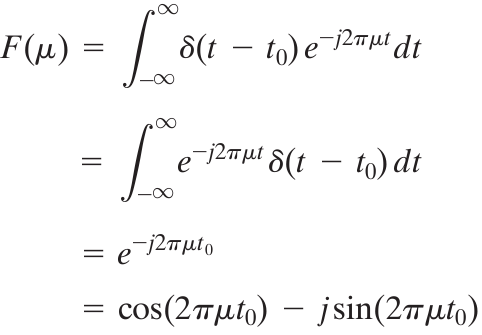 F(μ) = ∫_{-∞}^{∞} δ(t − t₀) e^{−j2πμt} dt
= ∫_{-∞}^{∞} e^{−j2πμt} δ(t − t₀) dt
= e^{−j2πμt₀}
= cos(2πμt₀) − j sin(2πμt₀)